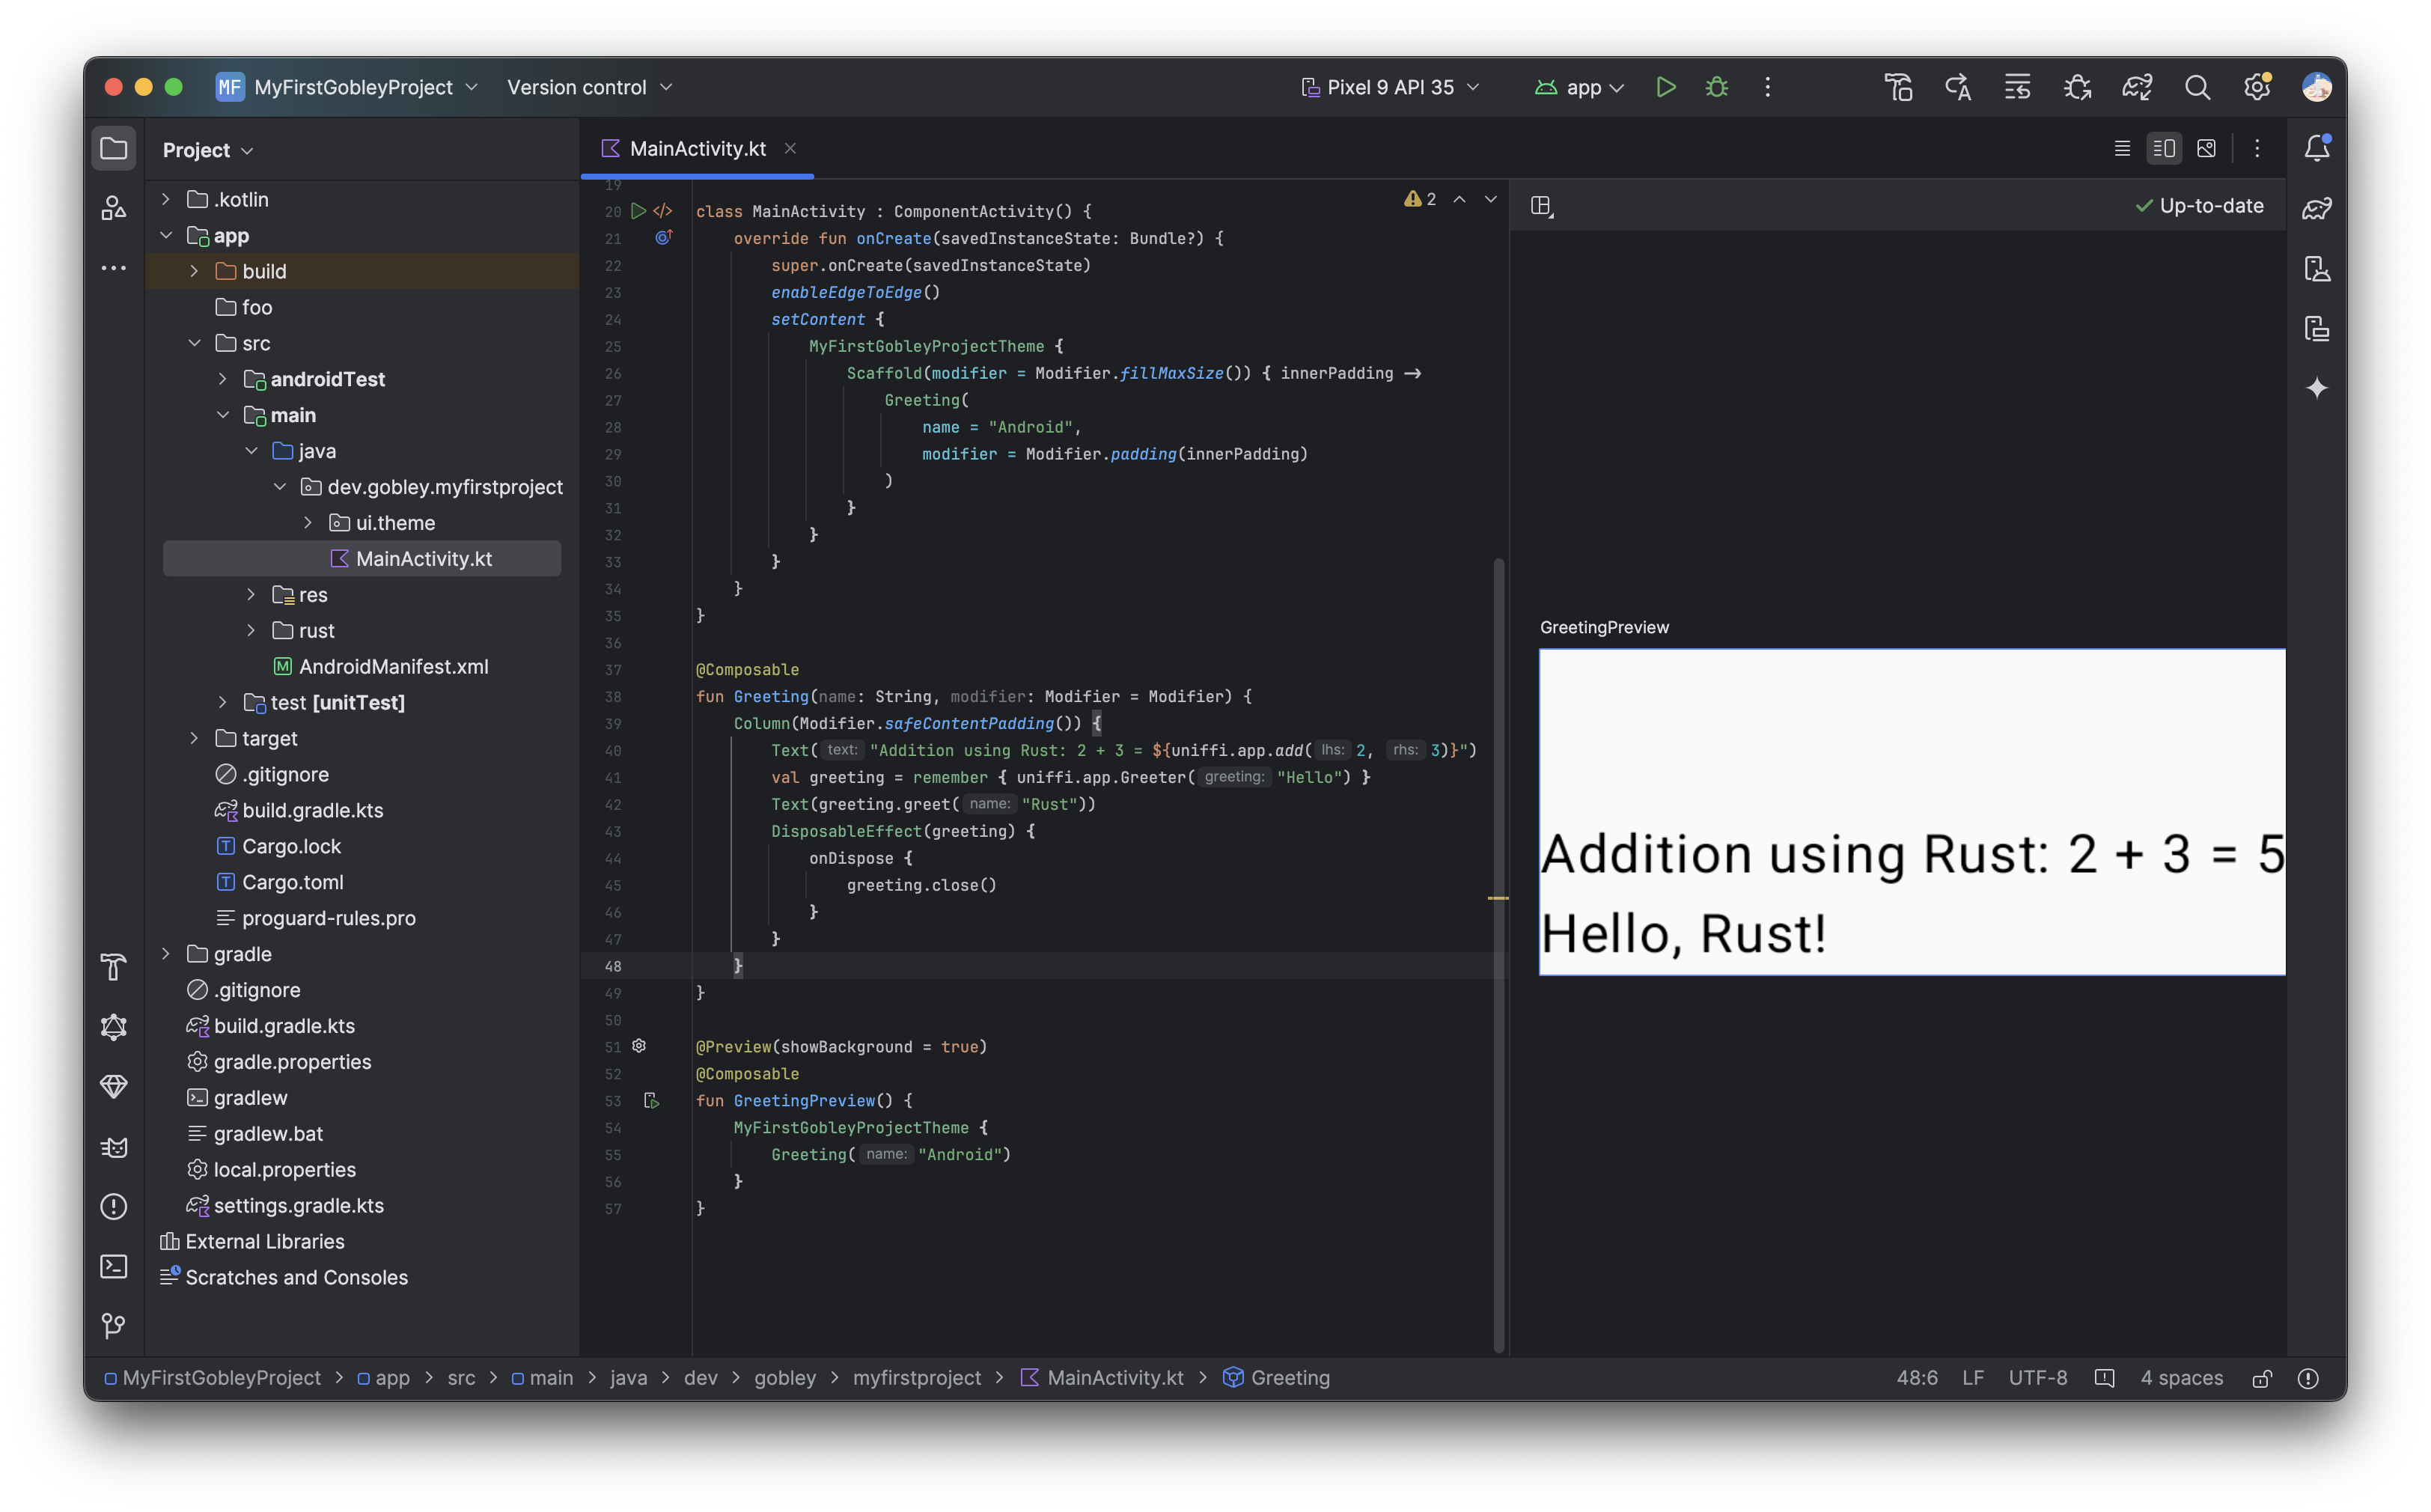 MF MyFirstGobleyProject Version control Pixel 9 API 35 app
Project
.kotlin
app
build
foo
src
androidTest
main
java
dev.gobley.myfirstproject
ui.theme
MainActivity.kt
res
rust
AndroidManifest.xml
test [unitTest]
target
.gitignore
build.gradle.kts
Cargo.lock
Cargo.toml
proguard-rules.pro
gradle
.gitignore
build.gradle.kts
gradle.properties
gradlew
gradlew.bat
local.properties
settings.gradle.kts
External Libraries
Scratches and Consoles
MainActivity.kt
2
19
20 class MainActivity : ComponentActivity() {
21 override fun onCreate(savedInstanceState: Bundle?) {
22 super.onCreate(savedInstanceState)
23 enableEdgeToEdge()
24 setContent {
25 MyFirstGobleyProjectTheme {
26 Scaffold(modifier = Modifier.fillMaxSize()) { innerPadding ->
27 Greeting(
28 name = "Android",
29 modifier = Modifier.padding(innerPadding)
30 )
31 }
32 }
33 }
34 }
35 }
36
37 @Composable
38 fun Greeting(name: String, modifier: Modifier = Modifier) {
39 Column(Modifier.safeContentPadding()) {
40 Text( text: "Addition using Rust: 2 + 3 = ${uniffi.app.add( lhs: 2, rhs: 3)}")
41 val greeting = remember { uniffi.app.Greeter( greeting: "Hello") }
42 Text(greeting.greet( name: "Rust"))
43 DisposableEffect(greeting) {
44 onDispose {
45 greeting.close()
46 }
47 }
48 }
49 }
50
51 @Preview(showBackground = true)
52 @Composable
53 fun GreetingPreview() {
54 MyFirstGobleyProjectTheme {
55 Greeting( name: "Android")
56 }
57 }
Up-to-date
GreetingPreview
Addition using Rust: 2 + 3 = 5
Hello, Rust!
MyFirstGobleyProject > app > src > main > java > dev > gobley > myfirstproject > MainActivity.kt > Greeting
48:6 LF UTF-8 4 spaces